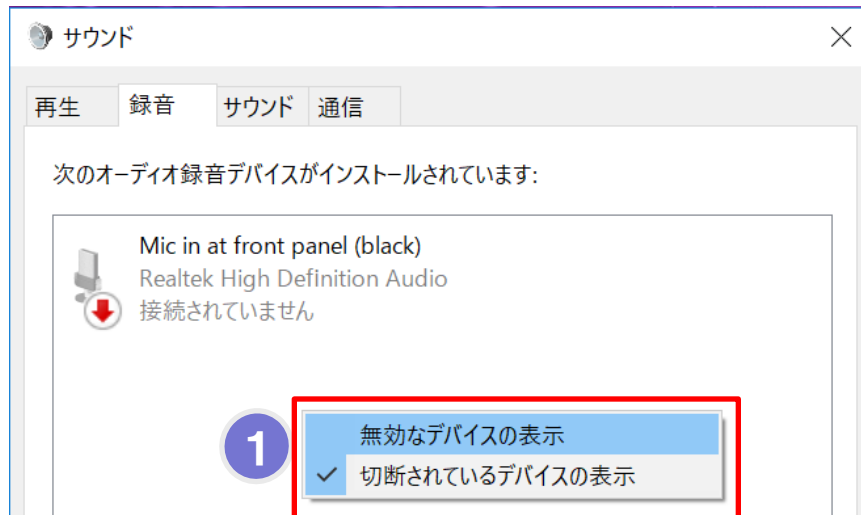 サウンド
再生
録音
サウンド
通信
次のオーディオ録音デバイスがインストールされています:
Mic in at front panel (black)
Realtek High Definition Audio
接続されていません
1
無効なデバイスの表示
切断されているデバイスの表示